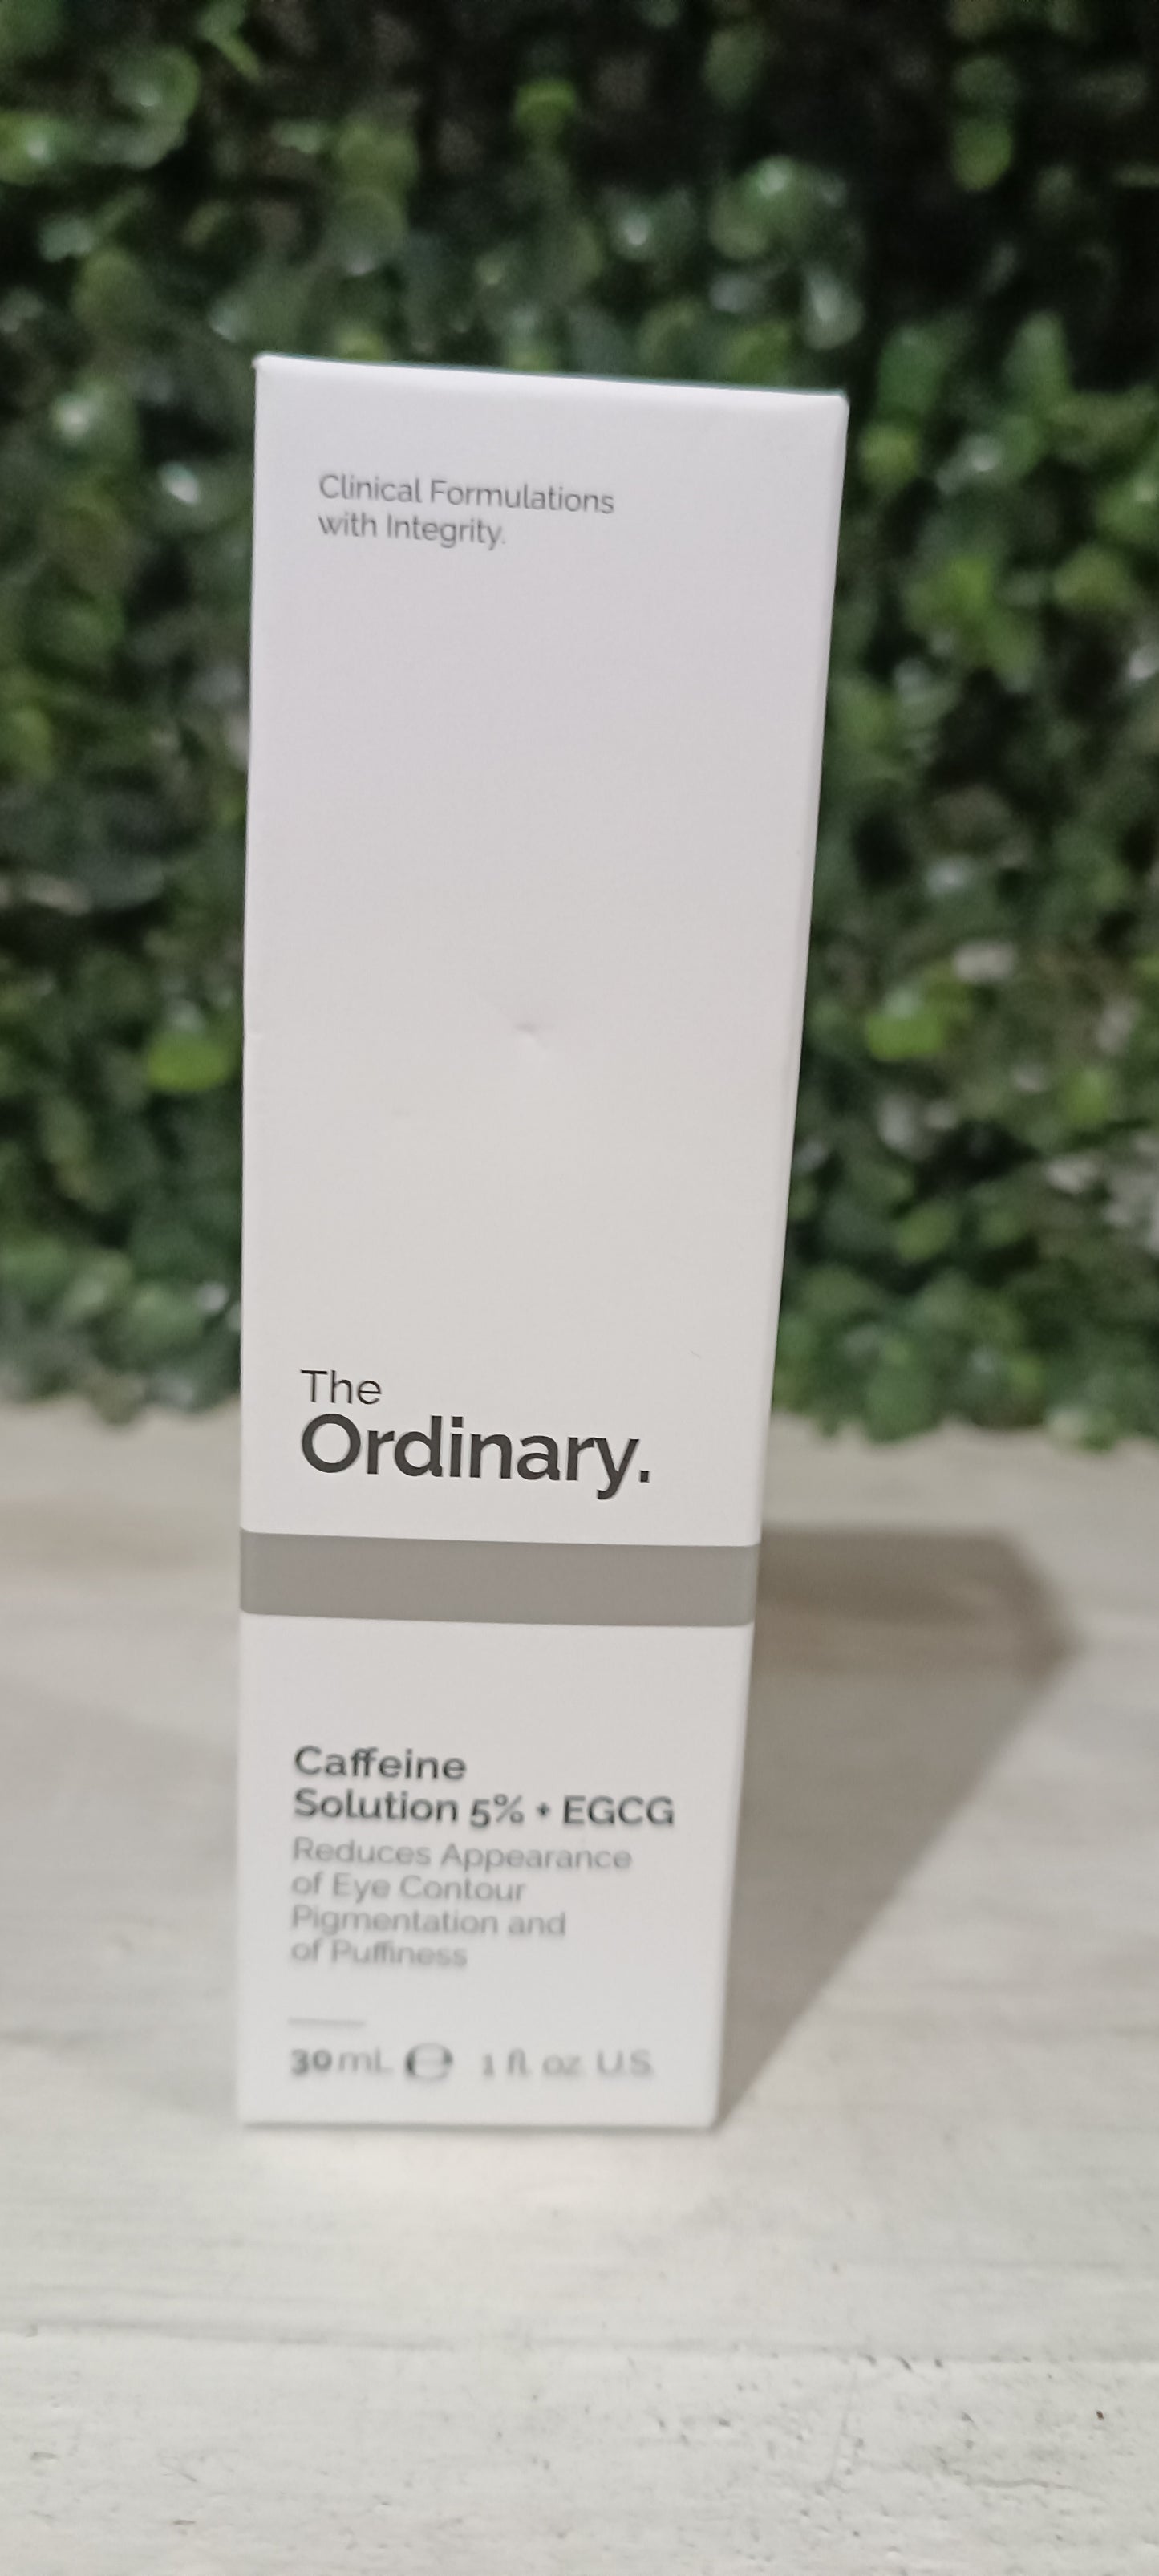 Clinical Formulations
with Integrity.
The
Ordinary.
Caffeine
Solution 5% + EGCG
Reduces Appearance
of Eye Contour
Pigmentation and
of Puffiness
30 mL ℮ 1 fl. oz. U.S.